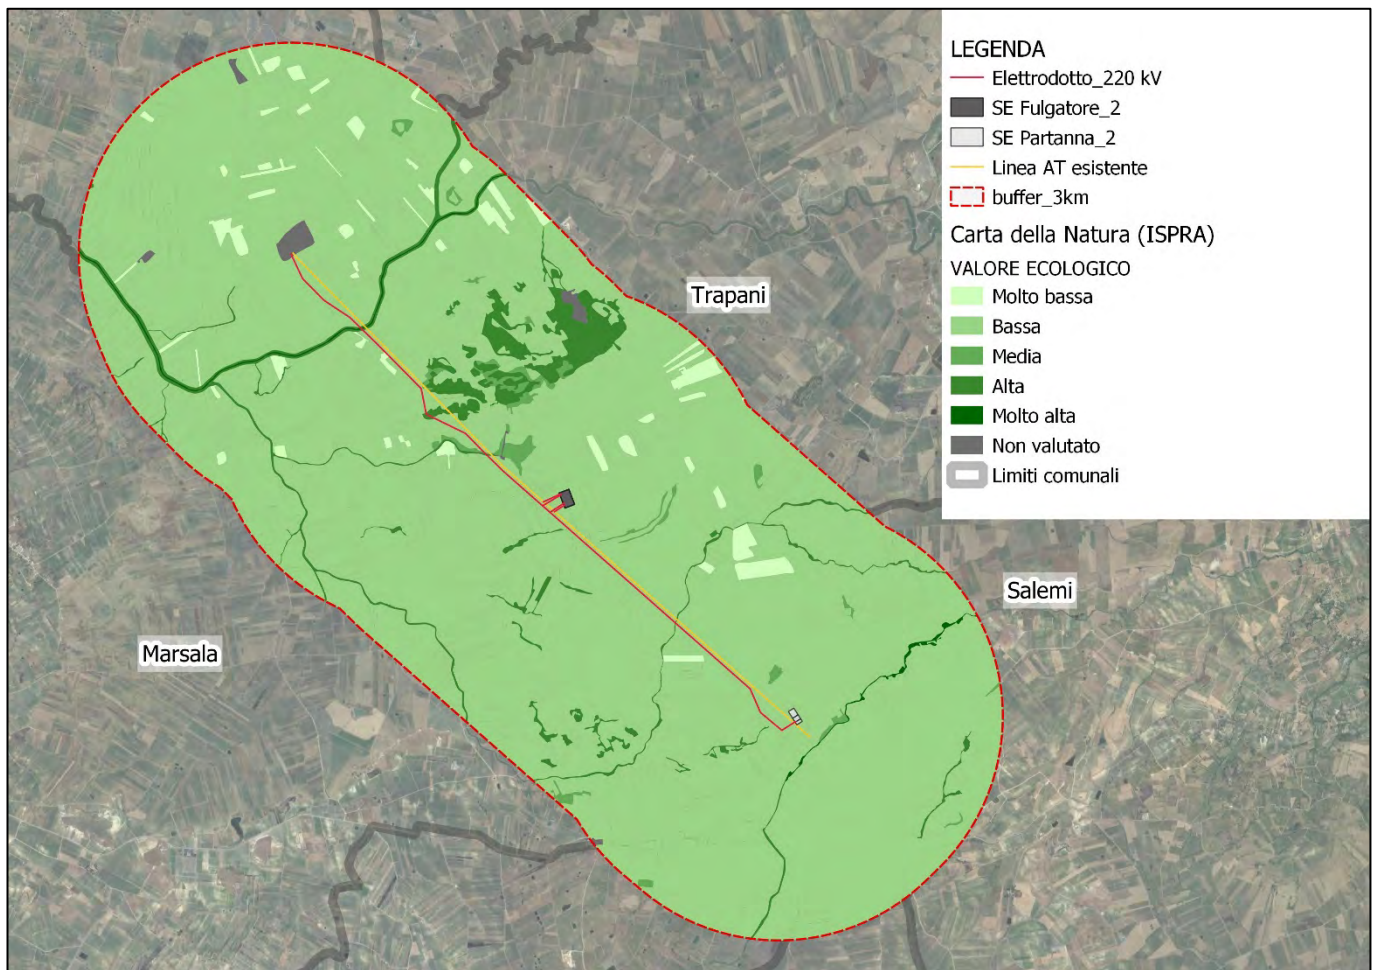 LEGENDA
Elettrodotto_220 kV
SE Fulgatore_2
SE Partanna_2
Linea AT esistente
buffer_3km
Carta della Natura (ISPRA)
VALORE ECOLOGICO
Molto bassa
Bassa
Media
Alta
Molto alta
Non valutato
Limiti comunali
Trapani
Salemi
Marsala